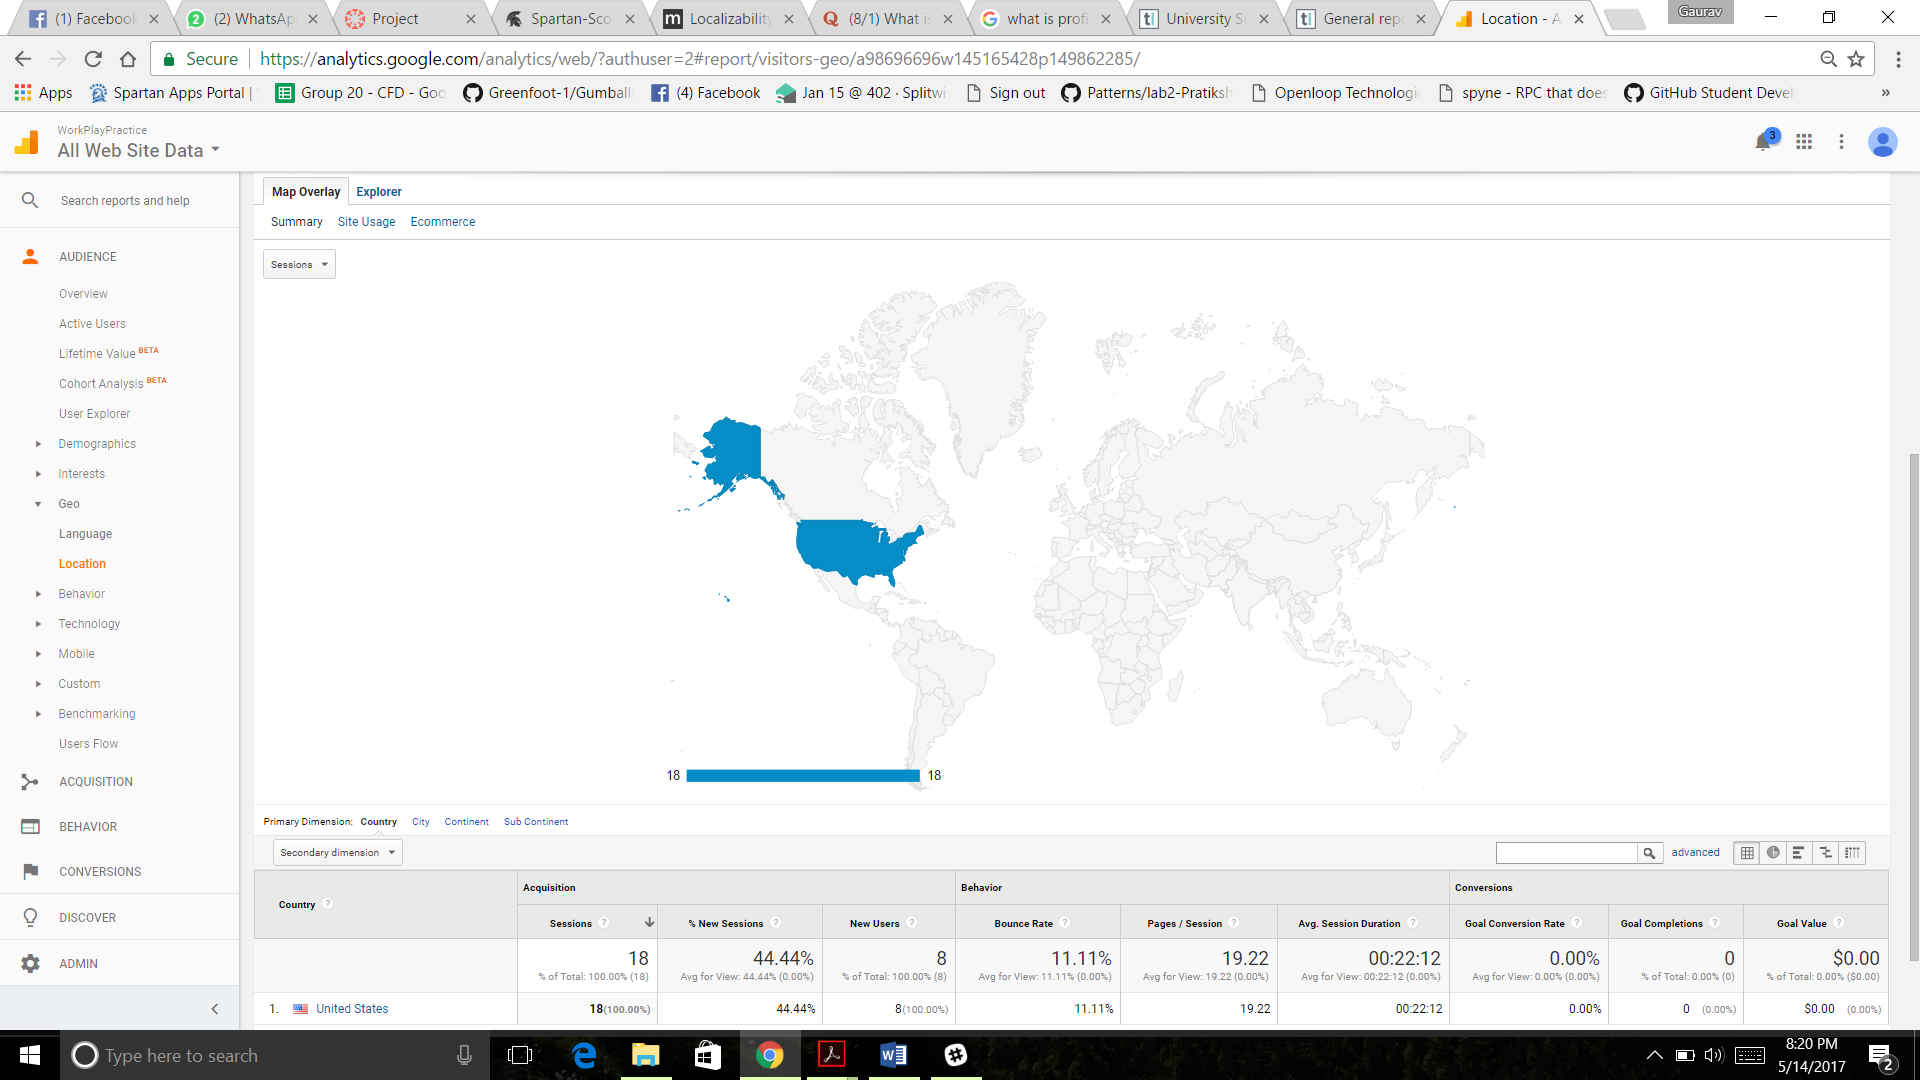 (1) Facebook
(2) WhatsAp
Project
Spartan-Sco
Localizability
(8/1) What is
what is profi
University Su
General rep
Location - A
Gaurav
Secure
https://analytics.google.com/analytics/web/?authuser=2#report/visitors-geo/a98696696w145165428p149862285/
Apps
Spartan Apps Portal |
Group 20 - CFD - Goo
Greenfoot-1/Gumball
(4) Facebook
Jan 15 @ 402 · Splitwi
Sign out
Patterns/lab2-Pratiksh
Openloop Technologi
spyne - RPC that does
GitHub Student Devel
»
WorkPlayPractice
All Web Site Data
3
Search reports and help
AUDIENCE
Overview
Active Users
Lifetime Value BETA
Cohort Analysis BETA
User Explorer
Demographics
Interests
Geo
Language
Location
Behavior
Technology
Mobile
Custom
Benchmarking
Users Flow
ACQUISITION
BEHAVIOR
CONVERSIONS
DISCOVER
ADMIN
Map Overlay Explorer
Summary Site Usage Ecommerce
Sessions
18 18
Primary Dimension: Country City Continent Sub Continent
Secondary dimension
advanced
Country ?
Acquisition Behavior Conversions
Sessions ? % New Sessions ? New Users ? Bounce Rate ? Pages / Session ? Avg. Session Duration ? Goal Conversion Rate ? Goal Completions ? Goal Value ?
18 44.44% 8 11.11% 19.22 00:22:12 0.00% 0 $0.00
% of Total: 100.00% (18) Avg for View: 44.44% (0.00%) % of Total: 100.00% (8) Avg for View: 11.11% (0.00%) Avg for View: 19.22 (0.00%) Avg for View: 00:22:12 (0.00%) Avg for View: 0.00% (0.00%) % of Total: 0.00% (0) % of Total: 0.00% ($0.00)
1. United States 18(100.00%) 44.44% 8(100.00%) 11.11% 19.22 00:22:12 0.00% 0 (0.00%) $0.00 (0.00%)
Type here to search
8:20 PM
5/14/2017
2